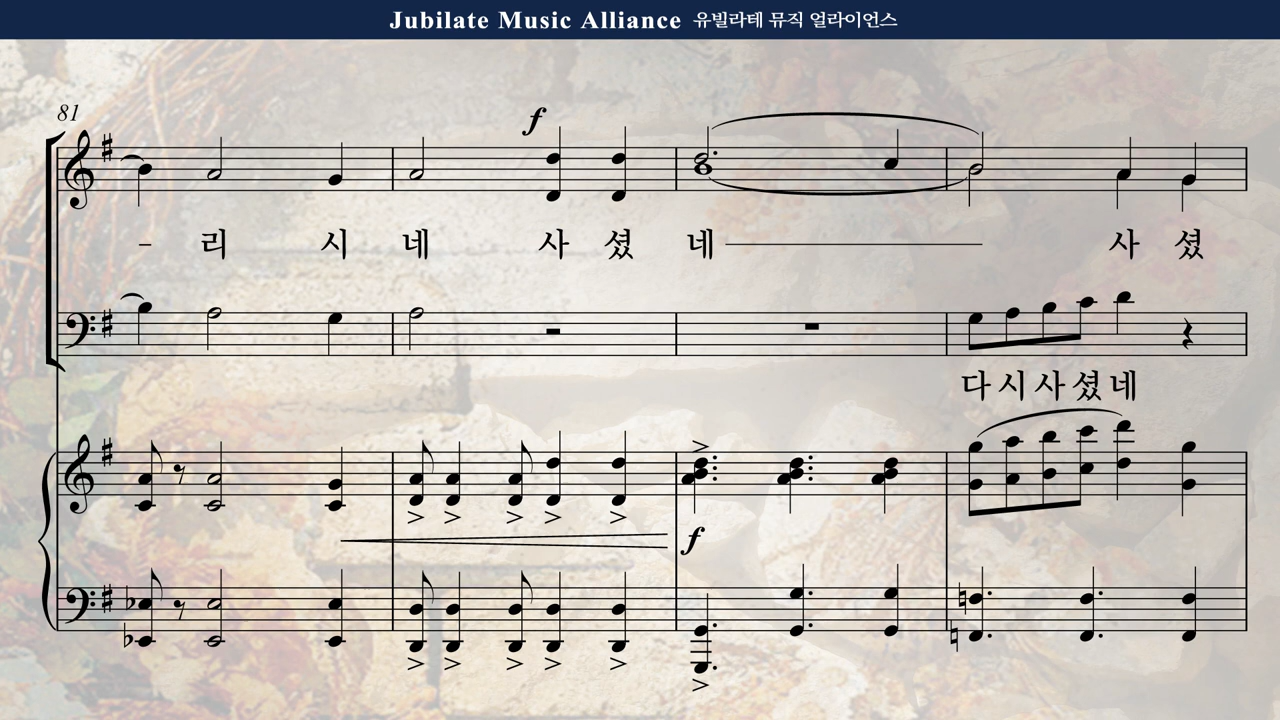 Jubilate Music Alliance 유빌라테 뮤직 얼라이언스
81
f
- 리 시 네 사 셨 네 사 셨
다 시 사 셨 네
f